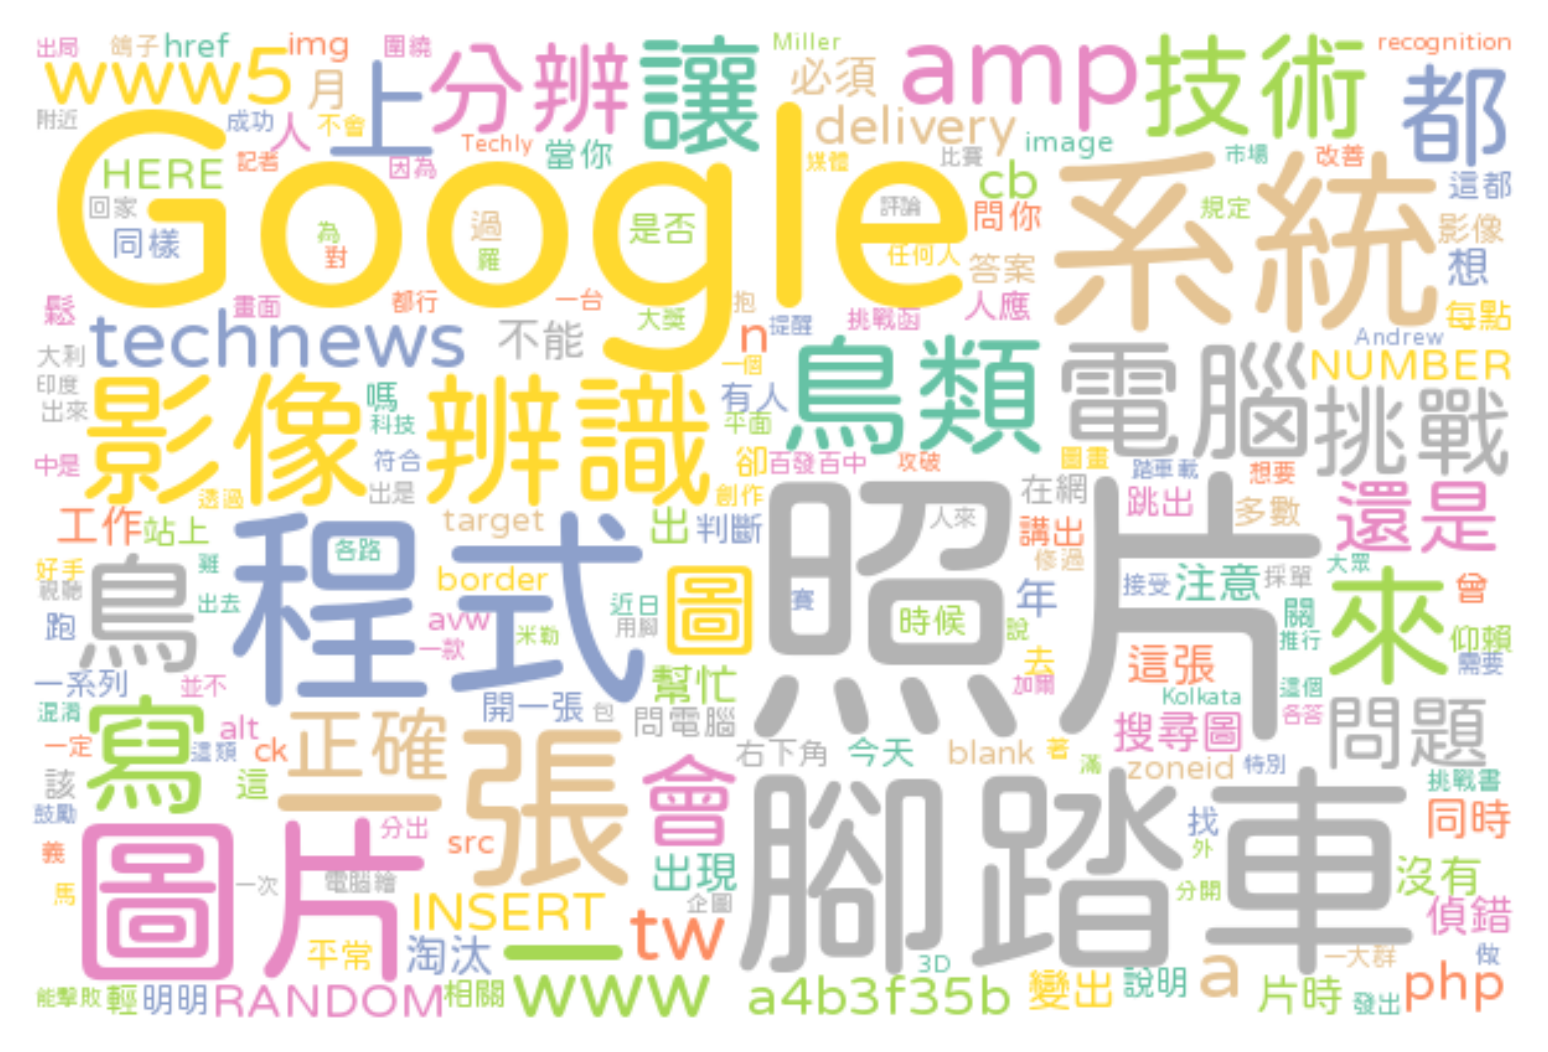 出局 鴿子 href img 圍繞 Miller recognition
www5 月 上 分辨 讓 必須 amp 技術 都
附近 成功 人 不會 Techly 當你 delivery image
HERE 記者 因為 媒體 比賽 cb 市場 改善 這都
Google 系統
回家 同樣 為 對 過 羅 是否 評論 任何人 問你 答案 規定 影像 想
鬆 畫面 都行 一台 大獎 抱 挑戰函 人應 每點
technews 不能 n 提醒 Andrew
大利 印度 出來 一個 鳥類 電腦 NUMBER
影像辨識 嗎 科技 有人 平面 挑戰
中是 符合 卻 百發百中 攻破 圖畫 踏車載 想要
透過 出是 創作 照片 在網 跳出 多數 還是
工作 站上 程式 target 出 判斷 人來 講出 修過
好手 視聽 鳥 雞 各路 border 圖 年 接受 注意 採單 大眾 來 曾
跑 出去 avw 近日 用腳 賽 時候 說 關 推行 仰賴 需要
一款 米勒 去 加爾 這張
一系列 並不 開一張 包 幫忙 Kolkata 這個 各答
混淆 寫 alt 正確 張 問電腦 搜尋圖 問題
一定 這類 ck 右下角 今天 blank 著 滿 zoneid 特別
該 鼓勵 這 會 腳踏車 挑戰書
義 圖片 分出 src 出現 找 外 同時
馬 一次 電腦繪 INSERT 企圖 分開 沒有 偵錯
平常 淘汰 一 tw 3D 一大群 做
能擊敗 輕 明明 RANDOM 相關 www a4b3f35b 變出 說明 a 片時 發出 php